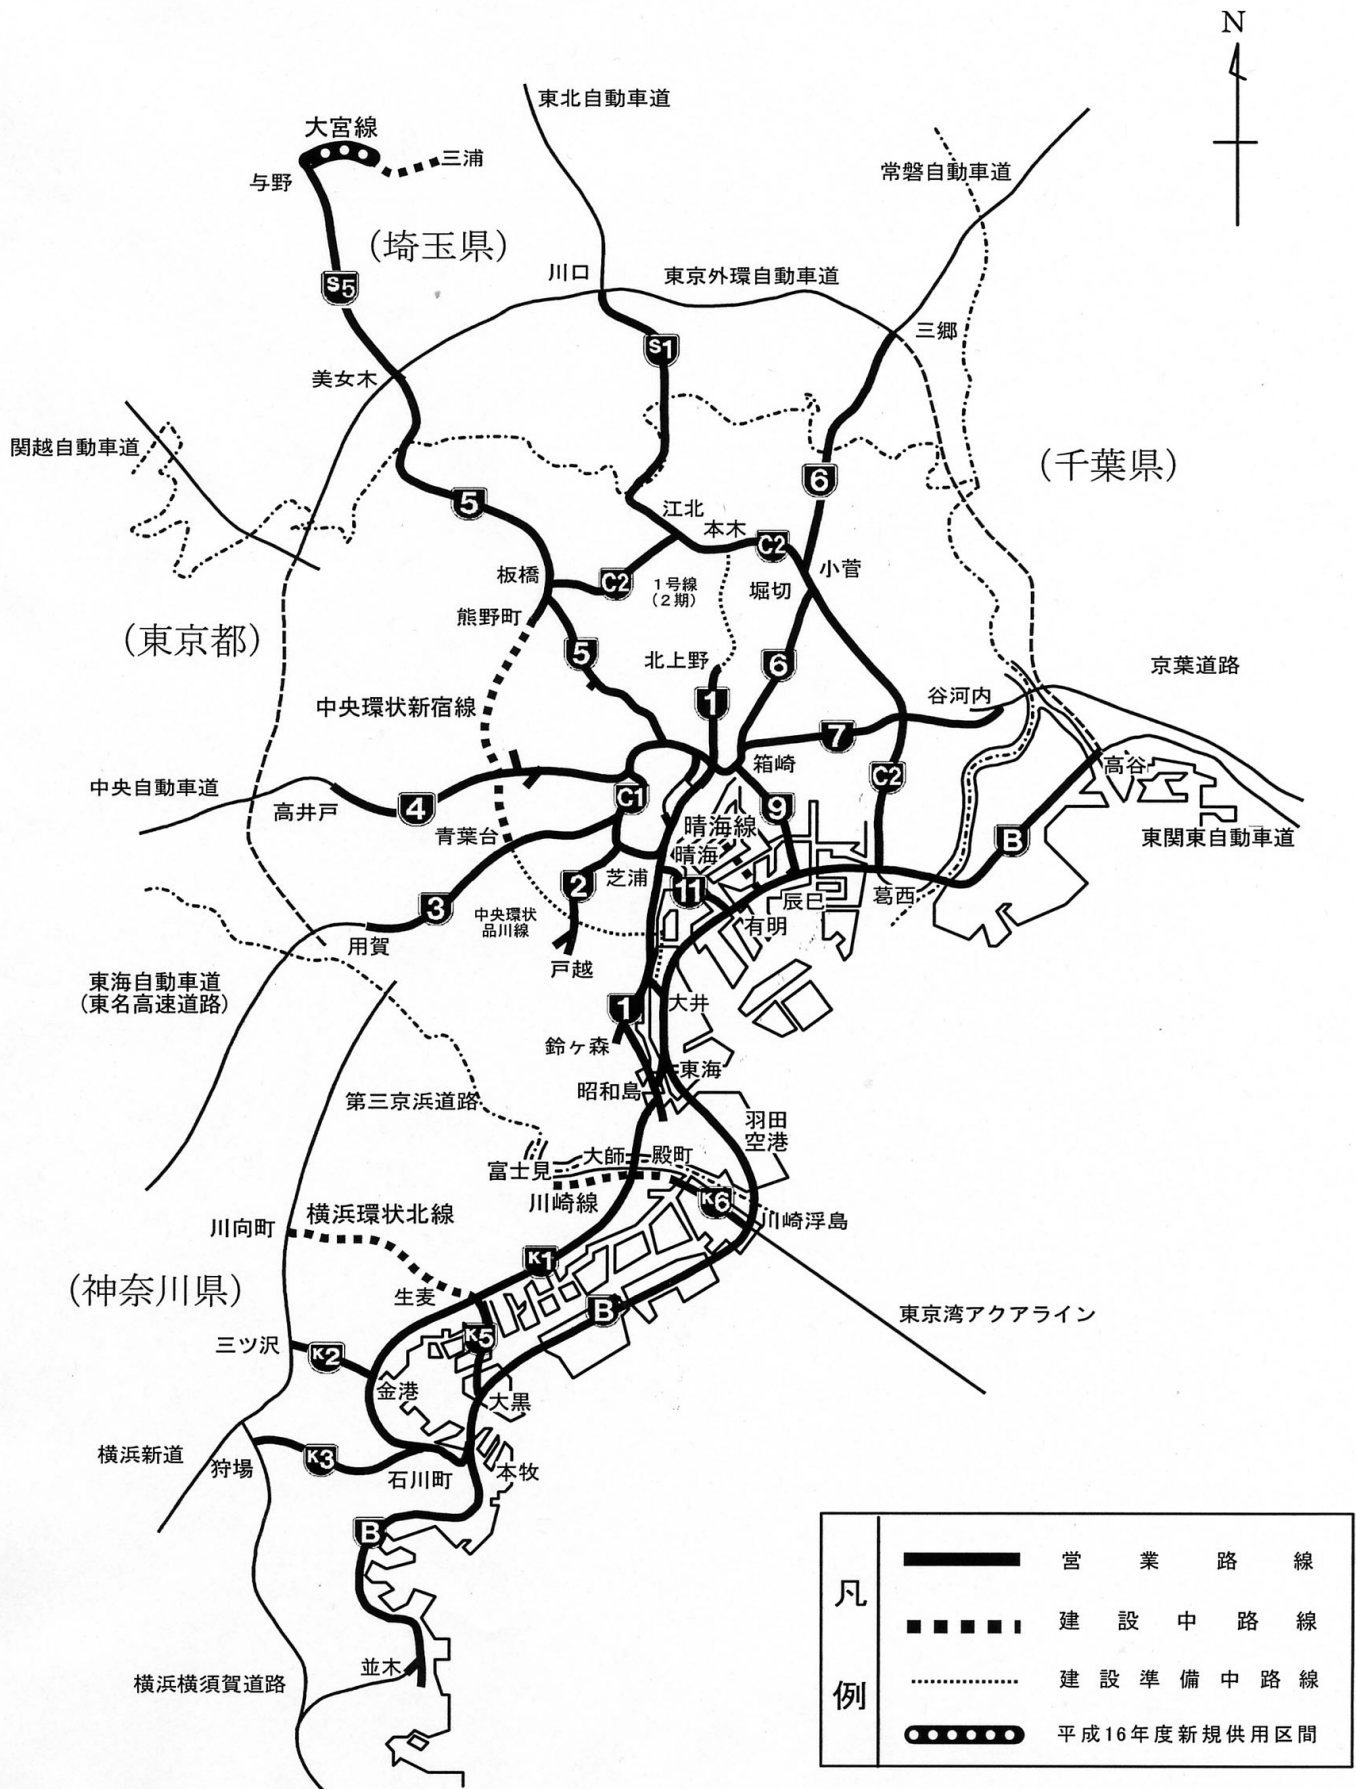 N
東北自動車道
大宮線
三浦
与野
常磐自動車道
(埼玉県)
川口
東京外環自動車道
S5
三郷
S1
美女木
関越自動車道
(千葉県)
6
5
江北
本木
C2
小菅
板橋
C2
1号線
(2期)
堀切
熊野町
(東京都)
5
北上野
6
京葉道路
谷河内
中央環状新宿線
1
7
箱崎
高谷
中央自動車道
高井戸
4
C1
C2
9
青葉台
晴海線
B
東関東自動車道
晴海
芝浦
2
11
辰巳
葛西
3
中央環状
品川線
有明
用賀
戸越
東海自動車道
(東名高速道路)
1
大井
鈴ヶ森
東海
昭和島
第三京浜道路
羽田
空港
大師
殿町
富士見
川崎線
K6
川崎浮島
川向町
横浜環状北線
K1
(神奈川県)
生麦
B
東京湾アクアライン
三ツ沢
K2
K5
金港
大黒
横浜新道
狩場
K3
石川町
本牧
B
並木
横浜横須賀道路
凡例
営業路線
建設中路線
建設準備中路線
平成16年度新規供用区間